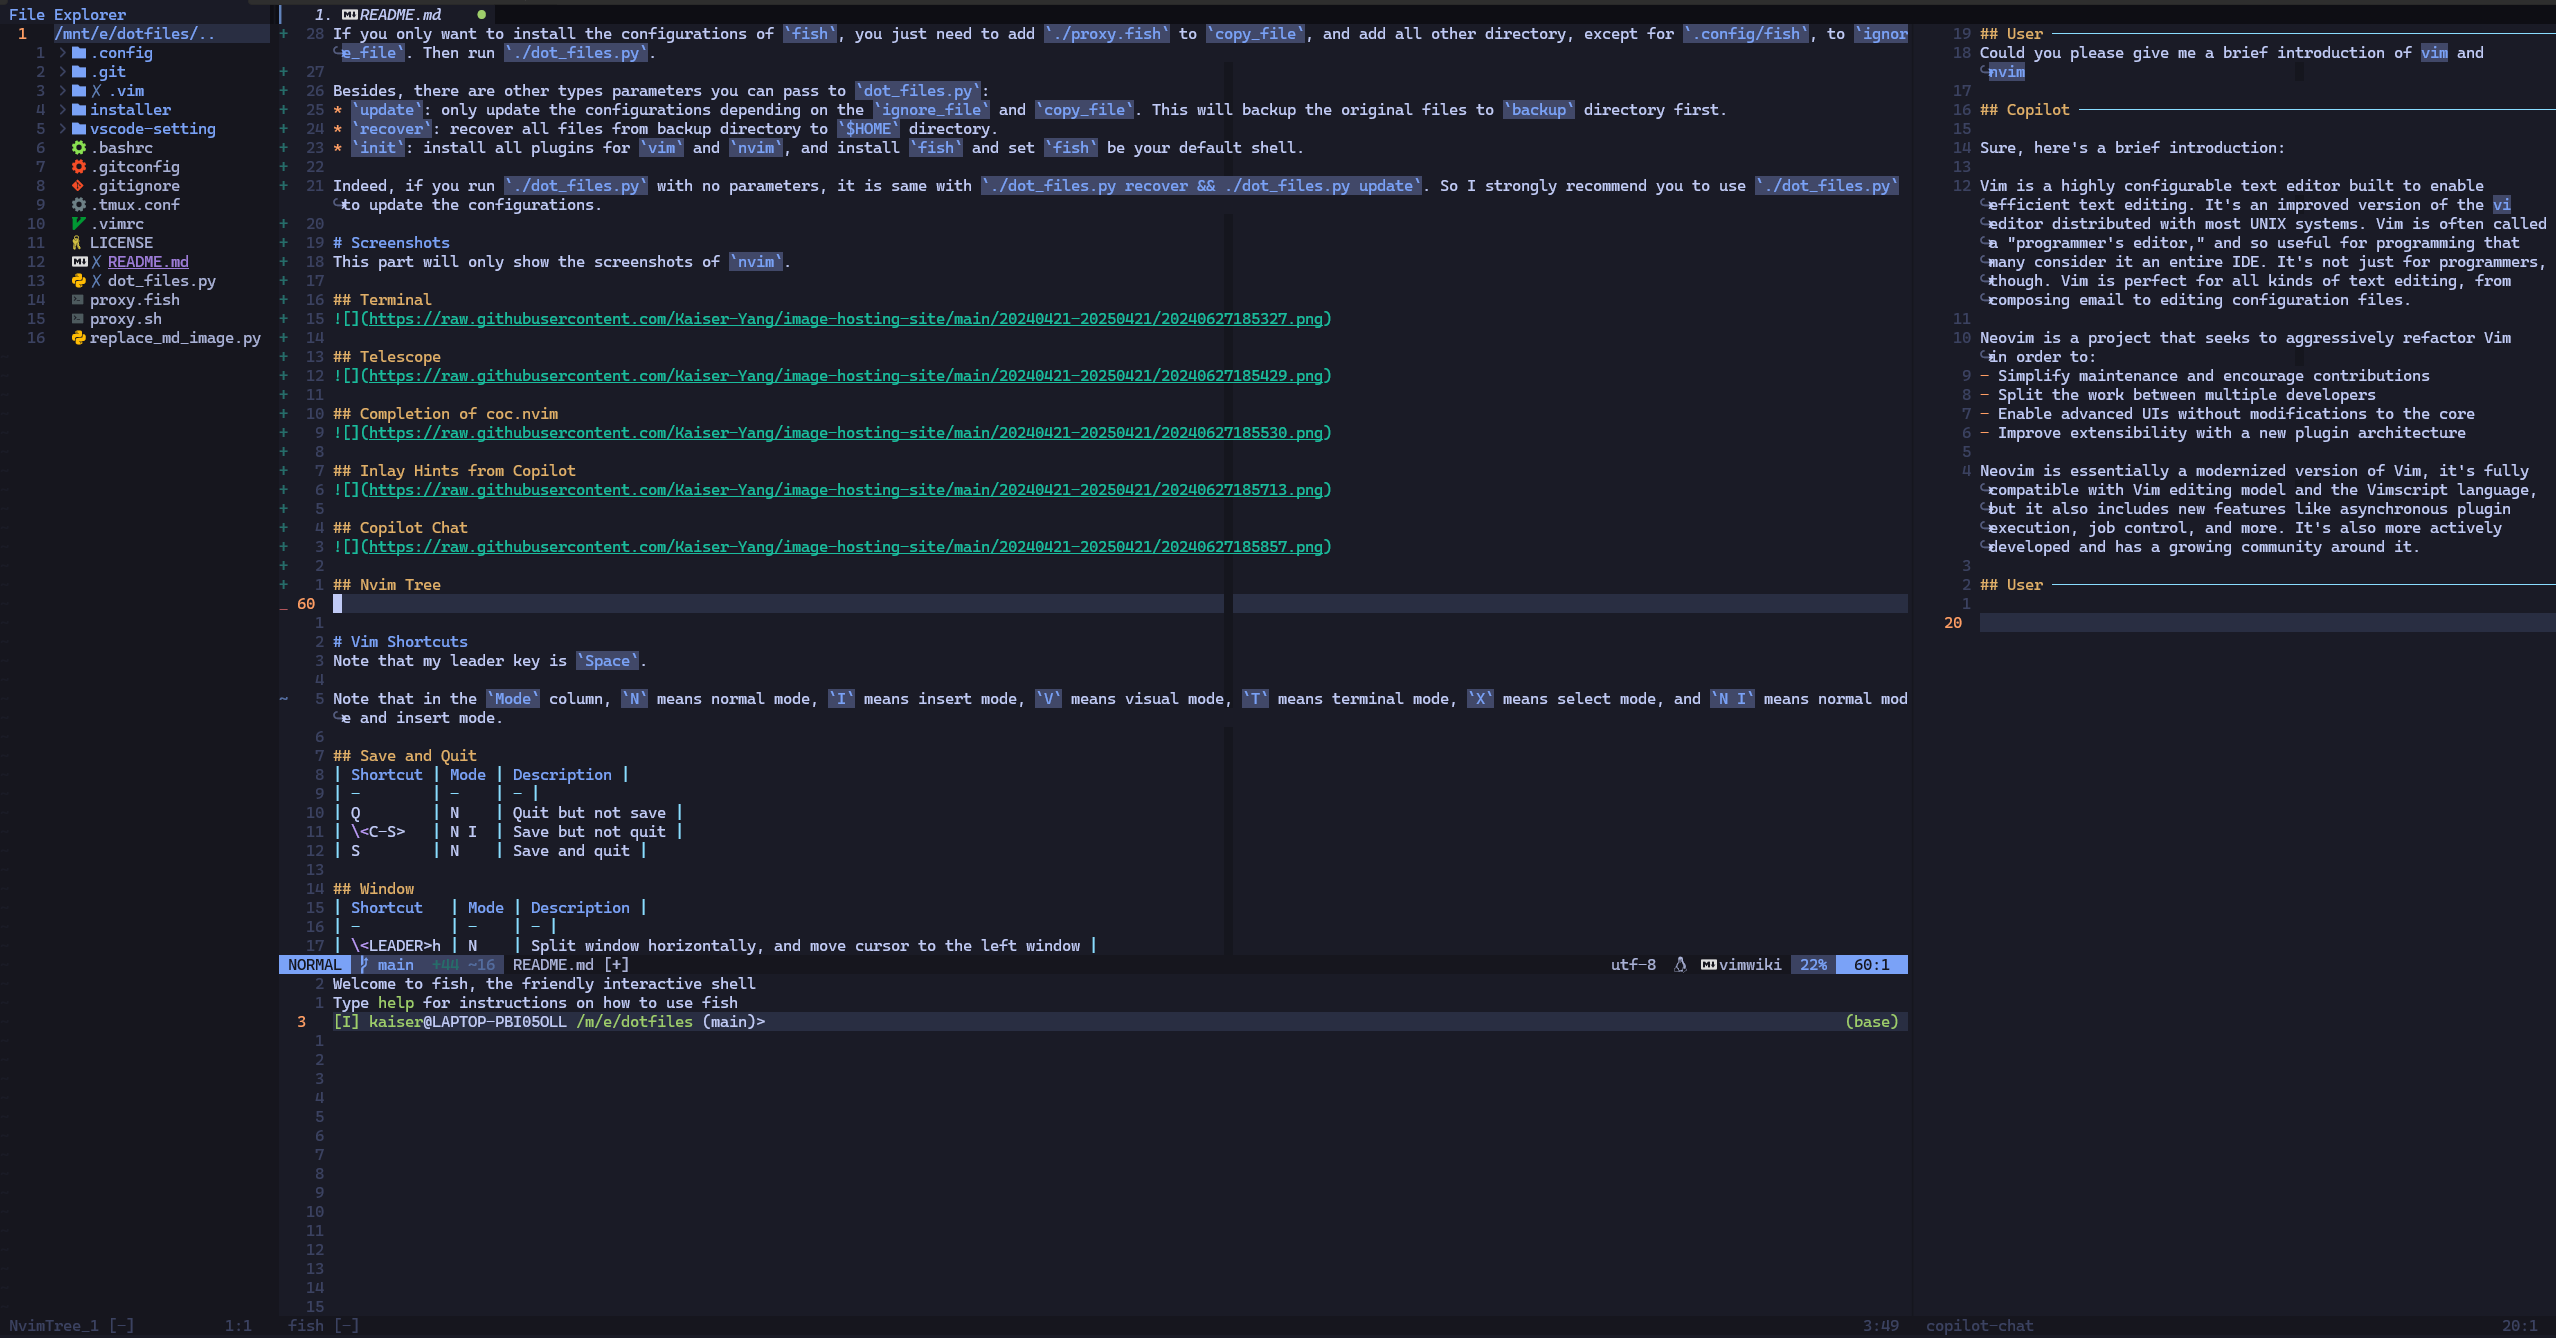 File Explorer
1 /mnt/e/dotfiles/..
1 .config
2 .git
3 X .vim
4 installer
5 vscode-setting
6 .bashrc
7 .gitconfig
8 .gitignore
9 .tmux.conf
10 .vimrc
11 LICENSE
12 X README.md
13 X dot_files.py
14 proxy.fish
15 proxy.sh
16 replace_md_image.py
NvimTree_1 [-] 1:1
1. README.md ●
+ 28 If you only want to install the configurations of `fish`, you just need to add `./proxy.fish` to `copy_file`, and add all other directory, except for `.config/fish`, to `ignor
↪e_file`. Then run `./dot_files.py`.
+ 27
+ 26 Besides, there are other types parameters you can pass to `dot_files.py`:
+ 25 * `update`: only update the configurations depending on the `ignore_file` and `copy_file`. This will backup the original files to `backup` directory first.
+ 24 * `recover`: recover all files from backup directory to `$HOME` directory.
+ 23 * `init`: install all plugins for `vim` and `nvim`, and install `fish` and set `fish` be your default shell.
+ 22
+ 21 Indeed, if you run `./dot_files.py` with no parameters, it is same with `./dot_files.py recover && ./dot_files.py update`. So I strongly recommend you to use `./dot_files.py`
↪to update the configurations.
+ 20
+ 19 # Screenshots
+ 18 This part will only show the screenshots of `nvim`.
+ 17
+ 16 ## Terminal
+ 15 ![](https://raw.githubusercontent.com/Kaiser-Yang/image-hosting-site/main/20240421-20250421/20240627185327.png)
+ 14
+ 13 ## Telescope
+ 12 ![](https://raw.githubusercontent.com/Kaiser-Yang/image-hosting-site/main/20240421-20250421/20240627185429.png)
+ 11
+ 10 ## Completion of coc.nvim
+ 9 ![](https://raw.githubusercontent.com/Kaiser-Yang/image-hosting-site/main/20240421-20250421/20240627185530.png)
+ 8
+ 7 ## Inlay Hints from Copilot
+ 6 ![](https://raw.githubusercontent.com/Kaiser-Yang/image-hosting-site/main/20240421-20250421/20240627185713.png)
+ 5
+ 4 ## Copilot Chat
+ 3 ![](https://raw.githubusercontent.com/Kaiser-Yang/image-hosting-site/main/20240421-20250421/20240627185857.png)
+ 2
+ 1 ## Nvim Tree
_ 60
1
2 # Vim Shortcuts
3 Note that my leader key is `Space`.
4
~ 5 Note that in the `Mode` column, `N` means normal mode, `I` means insert mode, `V` means visual mode, `T` means terminal mode, `X` means select mode, and `N I` means normal mod
↪e and insert mode.
6
7 ## Save and Quit
8 | Shortcut | Mode | Description |
9 | - | - | - |
10 | Q | N | Quit but not save |
11 | \<C-S> | N I | Save but not quit |
12 | S | N | Save and quit |
13
14 ## Window
15 | Shortcut | Mode | Description |
16 | - | - | - |
17 | \<LEADER>h | N | Split window horizontally, and move cursor to the left window |
NORMAL main +44 ~16 README.md [+] utf-8 vimwiki 22% 60:1
2 Welcome to fish, the friendly interactive shell
1 Type help for instructions on how to use fish
3 [I] kaiser@LAPTOP-PBI05OLL /m/e/dotfiles (main)> (base)
1
2
3
4
5
6
7
8
9
10
11
12
13
14
15
fish [-] 3:49
19 ## User
18 Could you please give me a brief introduction of vim and
↪nvim
17
16 ## Copilot
15
14 Sure, here's a brief introduction:
13
12 Vim is a highly configurable text editor built to enable
↪efficient text editing. It's an improved version of the vi
↪editor distributed with most UNIX systems. Vim is often called
↪a "programmer's editor," and so useful for programming that
↪many consider it an entire IDE. It's not just for programmers,
↪though. Vim is perfect for all kinds of text editing, from
↪composing email to editing configuration files.
11
10 Neovim is a project that seeks to aggressively refactor Vim
↪in order to:
9 - Simplify maintenance and encourage contributions
8 - Split the work between multiple developers
7 - Enable advanced UIs without modifications to the core
6 - Improve extensibility with a new plugin architecture
5
4 Neovim is essentially a modernized version of Vim, it's fully
↪compatible with Vim editing model and the Vimscript language,
↪but it also includes new features like asynchronous plugin
↪execution, job control, and more. It's also more actively
↪developed and has a growing community around it.
3
2 ## User
1
20
copilot-chat 20:1